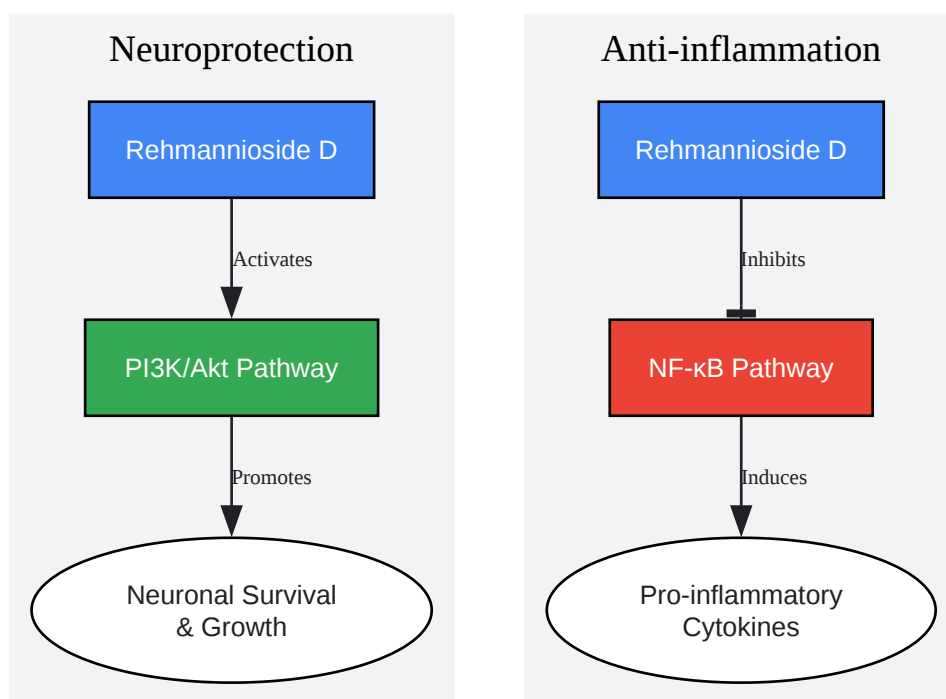 Neuroprotection
Rehmannioside D
Activates
PI3K/Akt Pathway
Promotes
Neuronal Survival
& Growth
Anti-inflammation
Rehmannioside D
Inhibits
NF-κB Pathway
Induces
Pro-inflammatory
Cytokines